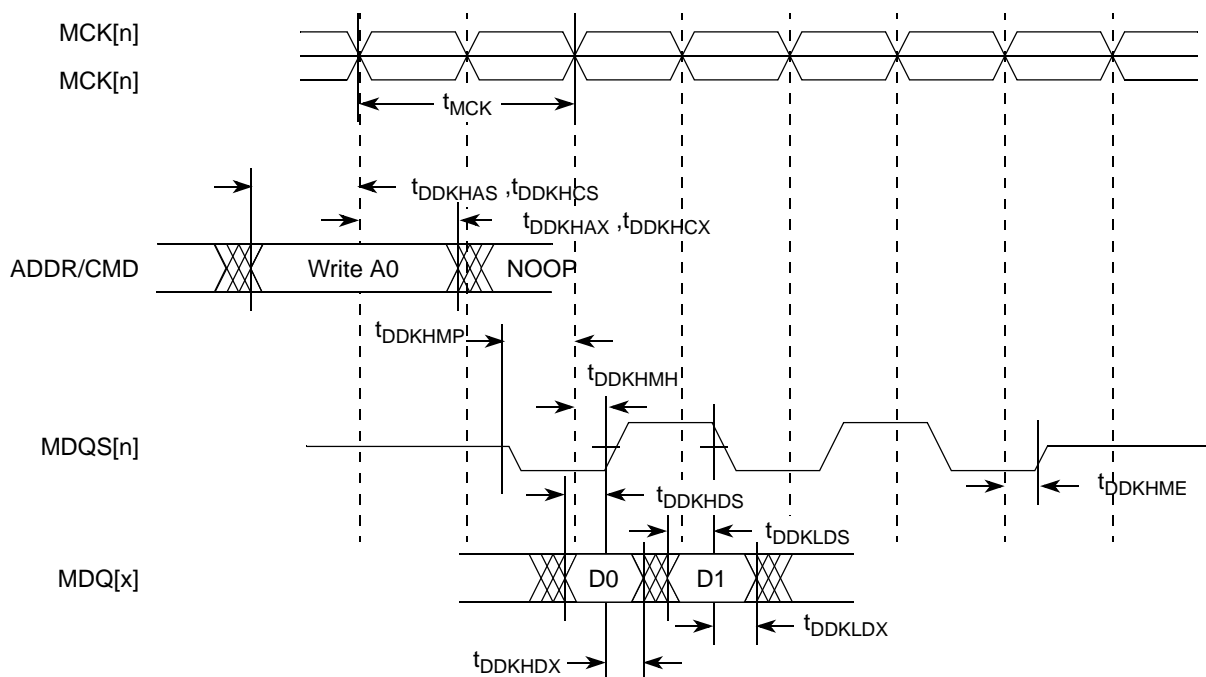 MCK[n]
MCK[n]
tMCK
tDDKHAS ,tDDKHCS
tDDKHAX ,tDDKHCX
ADDR/CMD
Write A0
NOOP
tDDKHMP
tDDKHMH
MDQS[n]
tDDKHDS
tDDKHME
tDDKLDS
MDQ[x]
D0
D1
tDDKLDX
tDDKHDX